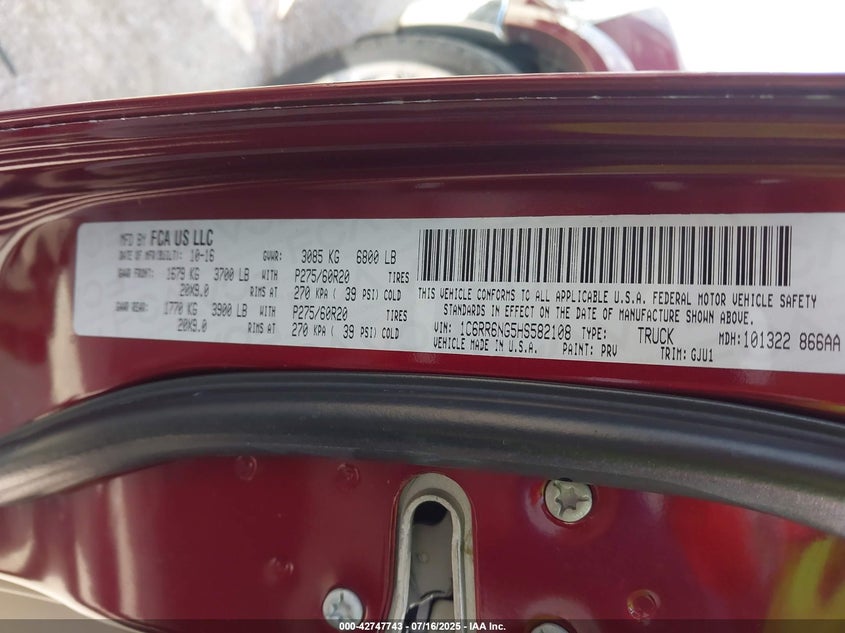 MFD BY FCA US LLC
DATE OF MFR(BUILT): 10-16 GVWR: 3085 KG 6800 LB
GAWR FRONT: 1679 KG 3700 LB WITH P275/60R20 TIRES
20X9.0 RIMS AT 270 KPA ( 39 PSI) COLD
GAWR REAR: 1770 KG 3900 LB WITH P275/60R20 TIRES
20X9.0 RIMS AT 270 KPA ( 39 PSI) COLD
THIS VEHICLE CONFORMS TO ALL APPLICABLE U.S.A. FEDERAL MOTOR VEHICLE SAFETY
STANDARDS IN EFFECT ON THE DATE OF MANUFACTURE SHOWN ABOVE.
VIN: 1C6RR6NG5HS582108 TYPE: TRUCK MDH:101322 866AA
VEHICLE MADE IN U.S.A. PAINT: PRV TRIM: GJU1
000-42747743 - 07/16/2025 - IAA Inc.